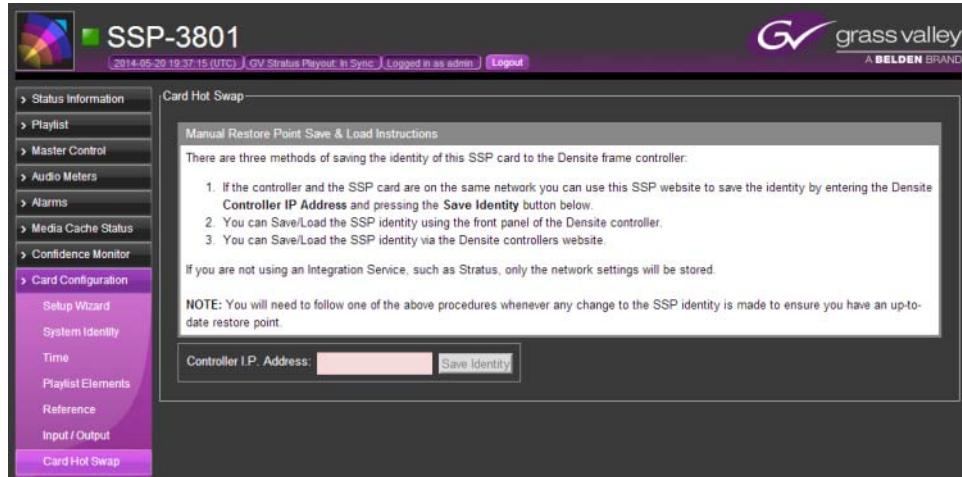 SSP-3801
2014-05-20 19:37:15 (UTC) GV Stratus Playout: In Sync Logged in as admin Logout
GV grass valley
A BELDEN BRAND
Status Information
Playlist
Master Control
Audio Meters
Alarms
Media Cache Status
Confidence Monitor
Card Configuration
Setup Wizard
System Identity
Time
Playlist Elements
Reference
Input / Output
Card Hot Swap
Card Hot Swap
Manual Restore Point Save & Load Instructions
There are three methods of saving the identity of this SSP card to the Densite frame controller:
1. If the controller and the SSP card are on the same network you can use this SSP website to save the identity by entering the Densite
Controller IP Address and pressing the Save Identity button below.
2. You can Save/Load the SSP identity using the front panel of the Densite controller.
3. You can Save/Load the SSP identity via the Densite controllers website.
If you are not using an Integration Service, such as Stratus, only the network settings will be stored.
NOTE: You will need to follow one of the above procedures whenever any change to the SSP identity is made to ensure you have an up-to-
date restore point.
Controller I.P. Address: Save Identity